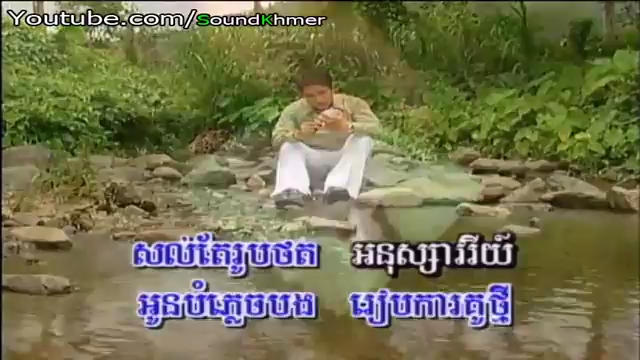 Youtube.com/SoundKhmer
សល់តែរូបថត អនុស្សាវរីយ៍
អូនបំភ្លេចបង រៀបការគូថ្មី